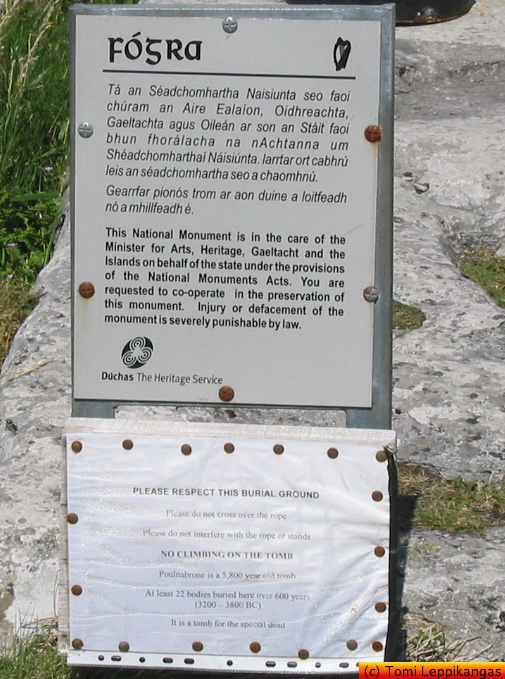 FÓGRA
Tá an Séadchomhartha Naisiunta seo faoi
chúram an Aire Ealaíon, Oidhreachta,
Gaeltachta agus Oileán ar son an Stáit faoi
bhun fhorálacha na nAchtanna um
Shéadchomharthaí Náisiúnta. Iarrtar ort cabhrú
leis an séadchomhartha seo a chaomhnú.
Gearrfar pionós trom ar aon duine a loitfeadh
nó a mhillfeadh é.
This National Monument is in the care of the
Minister for Arts, Heritage, Gaeltacht and the
Islands on behalf of the state under the provisions
of the National Monuments Acts. You are
requested to co-operate in the preservation of
this monument. Injury or defacement of the
monument is severely punishable by law.
Dúchas The Heritage Service
PLEASE RESPECT THIS BURIAL GROUND
Please do not cross over the rope
Please do not interfere with the rope or stands
NO CLIMBING ON THE TOMB
Poulnabrone is a 5,800 year old tomb
At least 22 bodies buried here over 600 years
(3200 – 3800 BC)
It is a tomb for the special dead
(c) Tomi Leppikangas